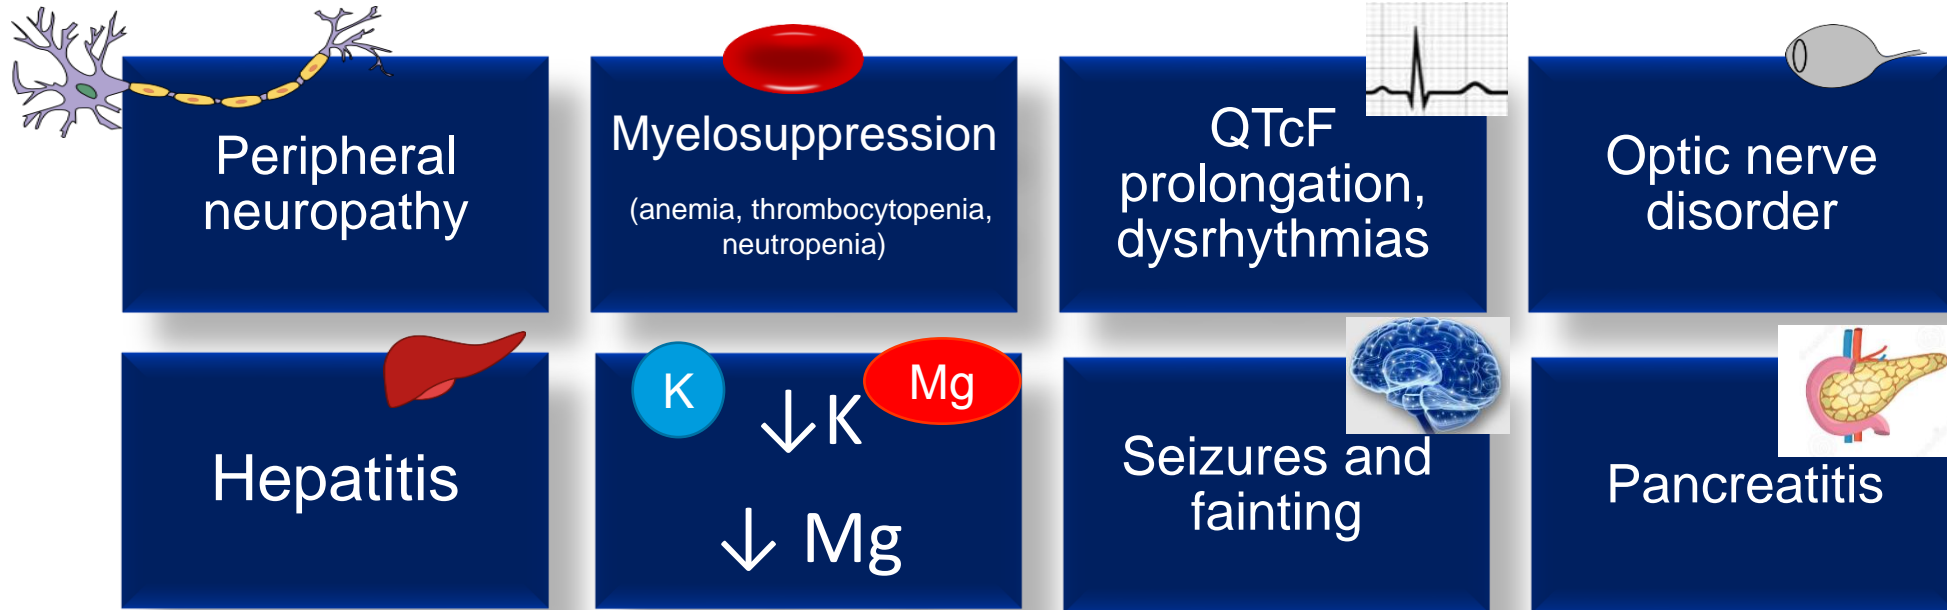 Peripheral
neuropathy
Myelosuppression
(anemia, thrombocytopenia,
neutropenia)
QTcF
prolongation,
dysrhythmias
Optic nerve
disorder
Hepatitis
K
Mg
↓K
↓ Mg
Seizures and
fainting
Pancreatitis